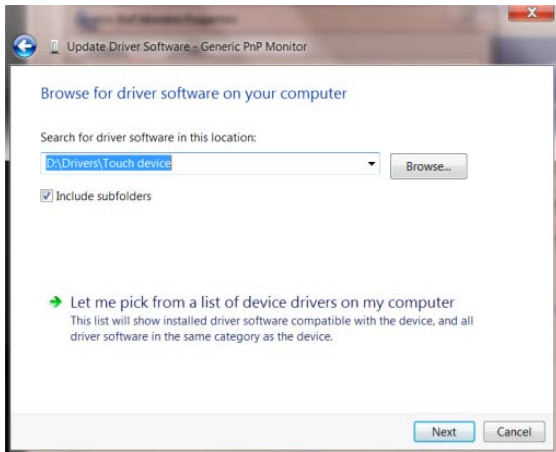 Update Driver Software - Generic PnP Monitor
Browse for driver software on your computer
Search for driver software in this location:
D:\Drivers\Touch device
Browse...
Include subfolders
Let me pick from a list of device drivers on my computer
This list will show installed driver software compatible with the device, and all
driver software in the same category as the device.
Next
Cancel